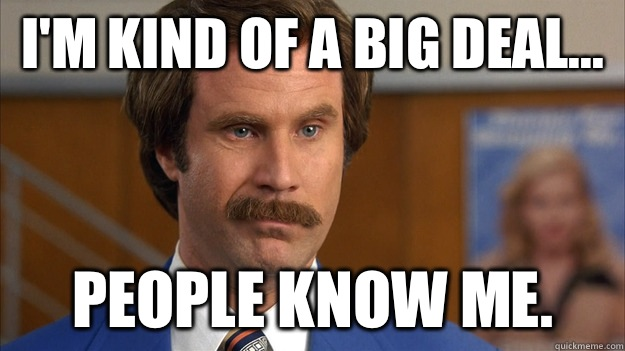 I'M KIND OF A BIG DEAL...
PEOPLE KNOW ME.
quickmeme.com